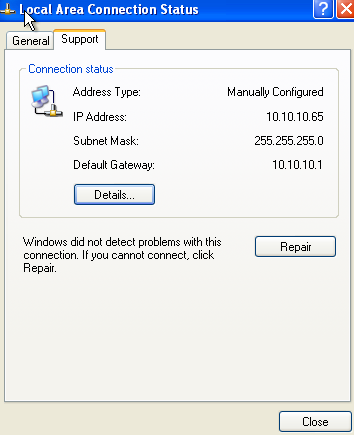 Local Area Connection Status
General Support
Connection status
Address Type: Manually Configured
IP Address: 10.10.10.65
Subnet Mask: 255.255.255.0
Default Gateway: 10.10.10.1
Details...
Windows did not detect problems with this
connection. If you cannot connect, click
Repair.
Repair
Close